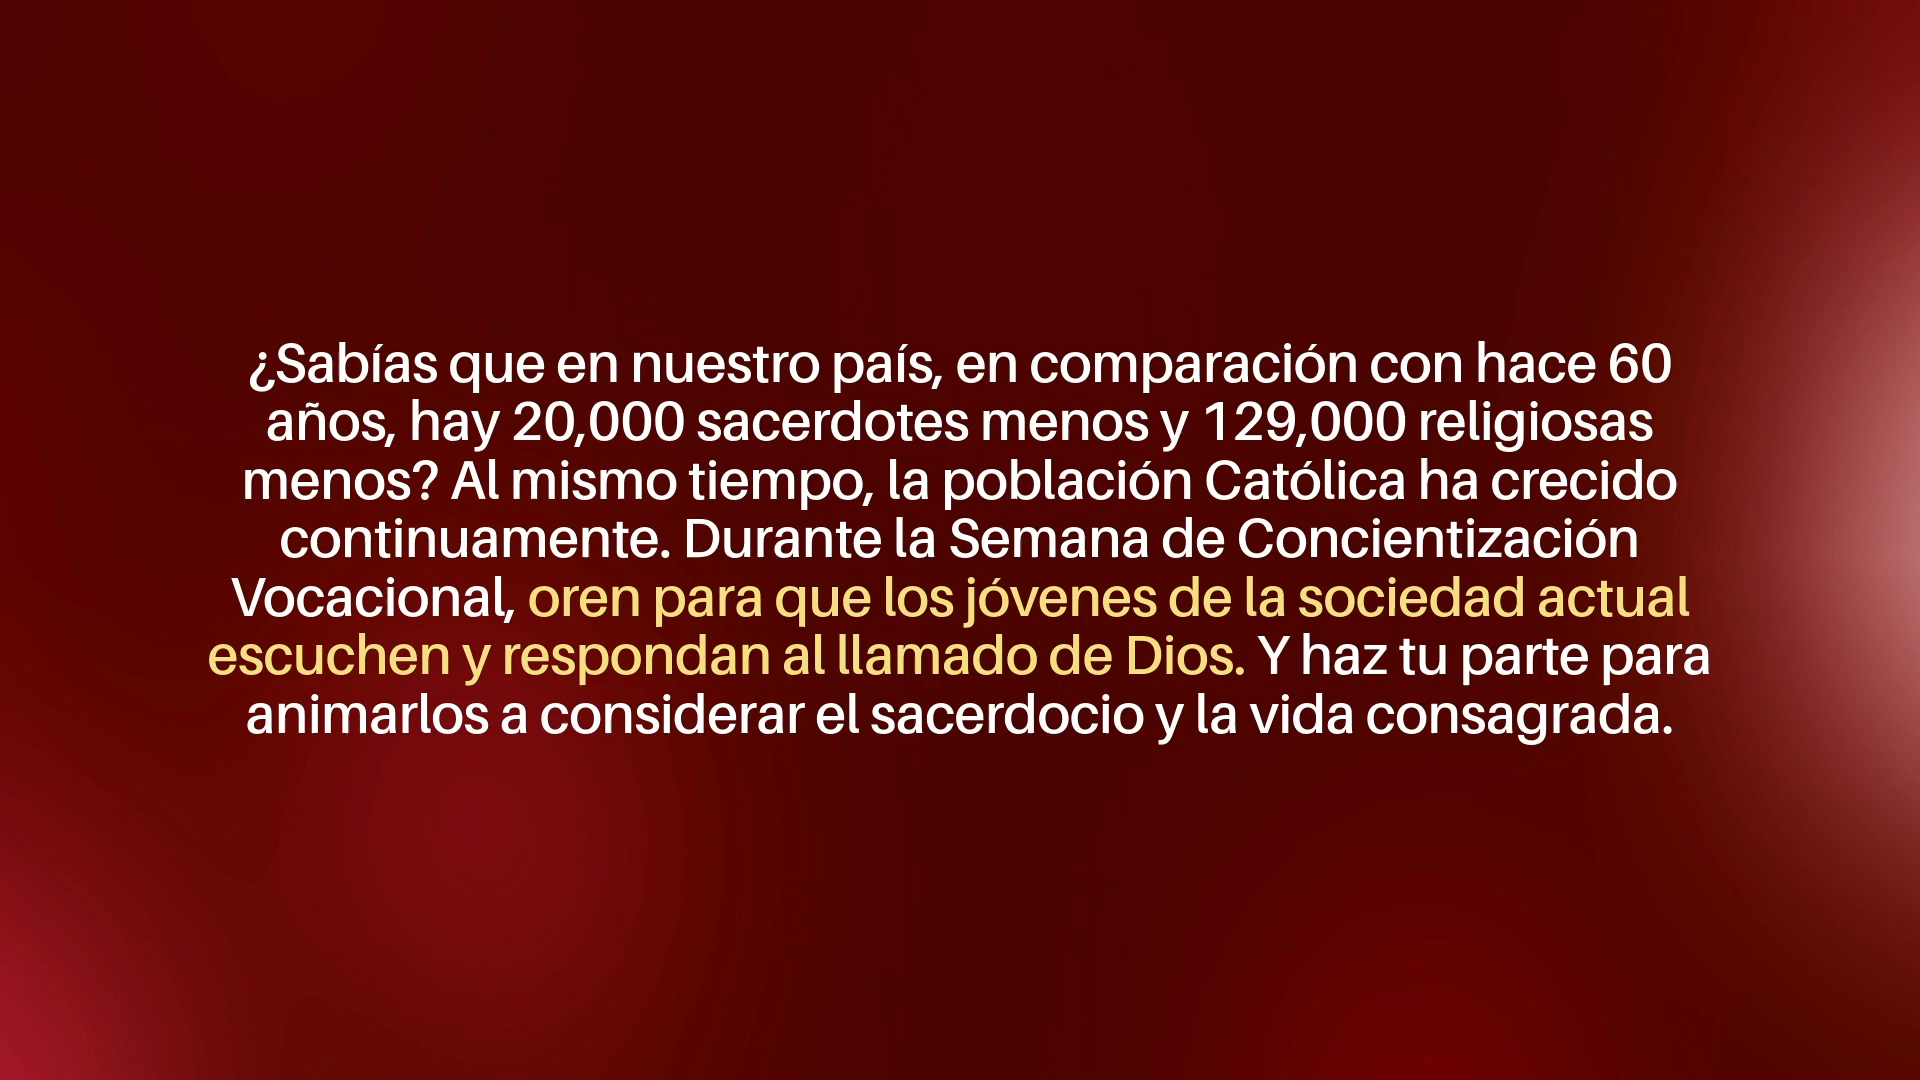 ¿Sabías que en nuestro país, en comparación con hace 60
años, hay 20,000 sacerdotes menos y 129,000 religiosas
menos? Al mismo tiempo, la población Católica ha crecido
continuamente. Durante la Semana de Concientización
Vocacional, oren para que los jóvenes de la sociedad actual
escuchen y respondan al llamado de Dios. Y haz tu parte para
animarlos a considerar el sacerdocio y la vida consagrada.